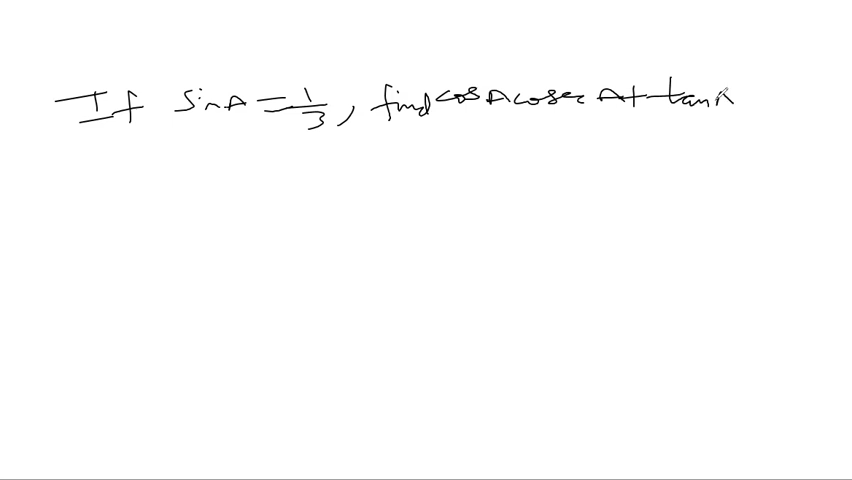 If sinA = 1/3, find cosA cosec A + tanA